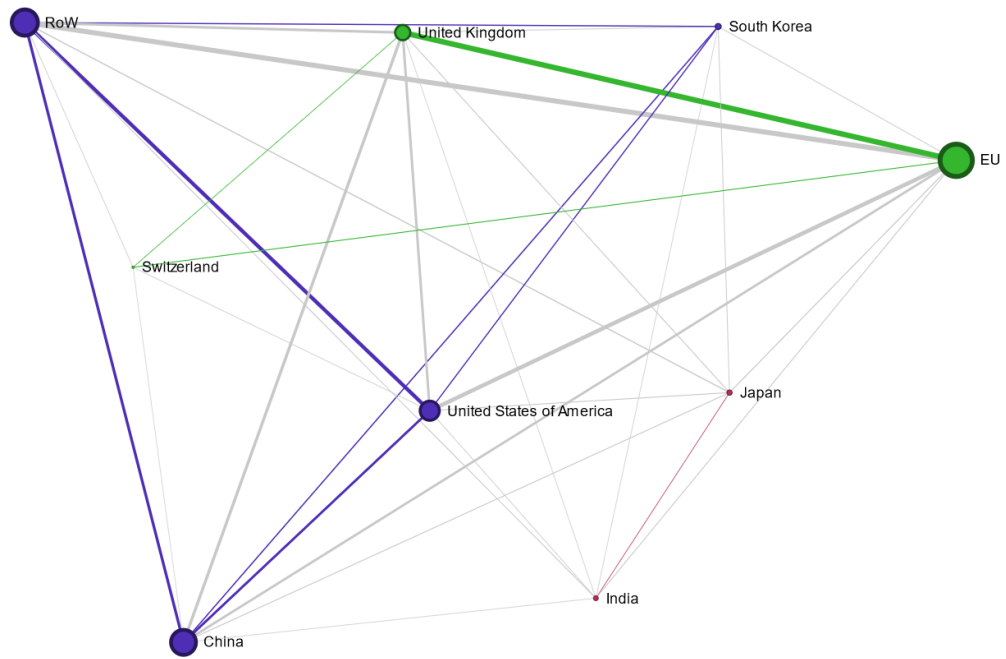 RoW
United Kingdom
South Korea
EU
Switzerland
Japan
United States of America
India
China